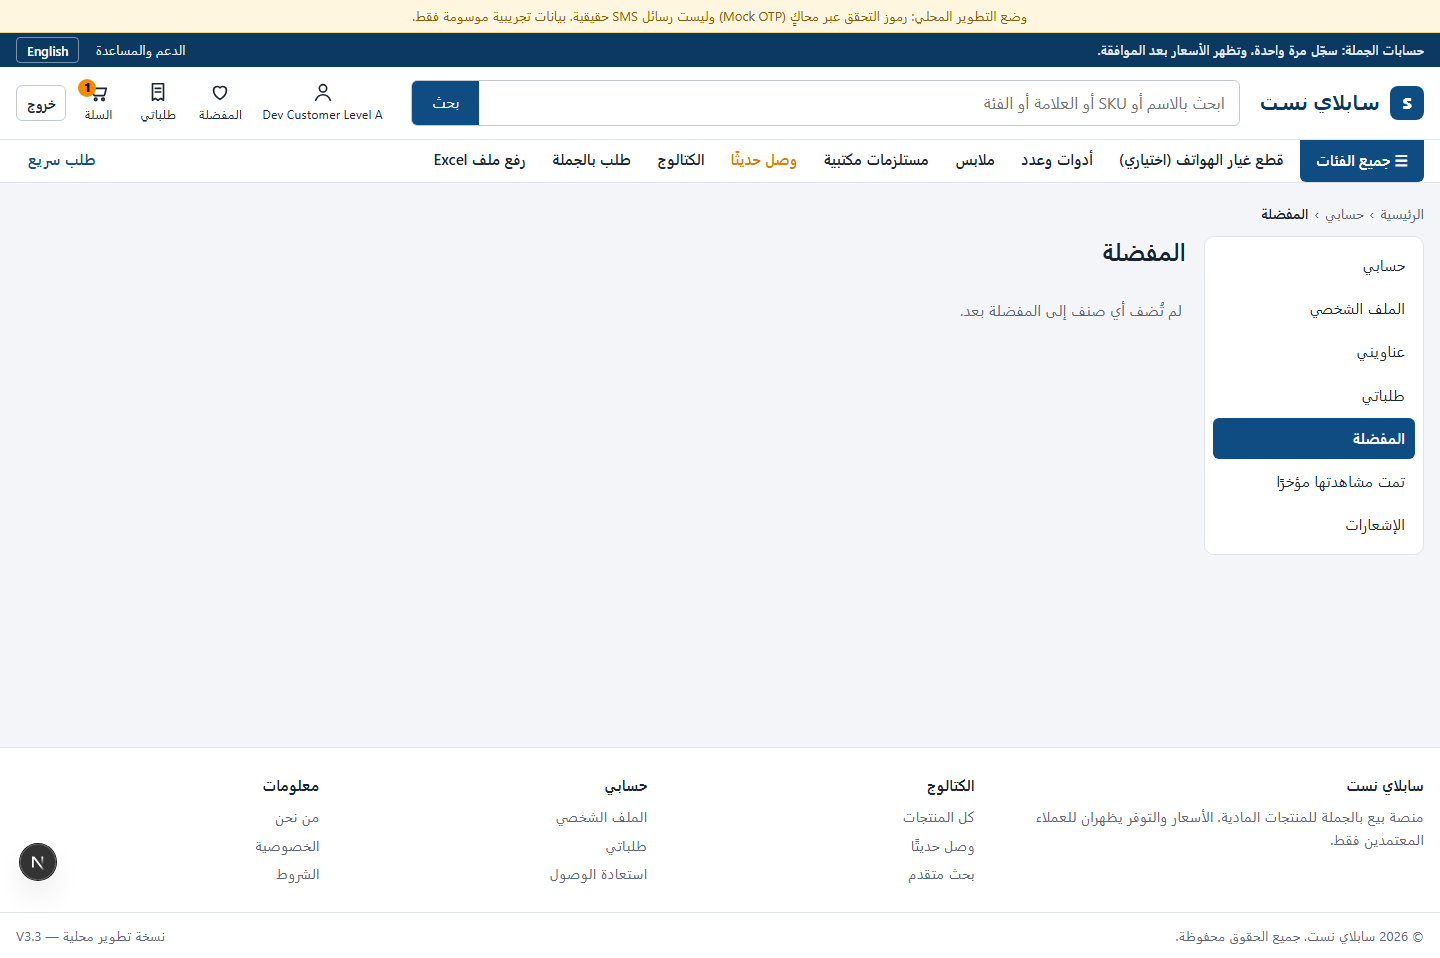 وضع التطوير المحلي: رموز التحقق عبر محاكٍ (Mock OTP) وليست رسائل SMS حقيقية. بيانات تجريبية موسومة فقط.
حسابات الجملة: سجّل مرة واحدة، وتظهر الأسعار بعد الموافقة.
الدعم والمساعدة
English
S
سابلاي نست
ابحث بالاسم أو SKU أو العلامة أو الفئة
بحث
Dev Customer Level A
المفضلة
طلباتي
1
السلة
خروج
☰ جميع الفئات
قطع غيار الهواتف (اختياري)
أدوات وعدد
ملابس
مستلزمات مكتبية
وصل حديثًا
الكتالوج
طلب بالجملة
رفع ملف Excel
طلب سريع
الرئيسية › حسابي › المفضلة
حسابي
الملف الشخصي
عناويني
طلباتي
المفضلة
تمت مشاهدتها مؤخرًا
الإشعارات
المفضلة
لم تُضف أي صنف إلى المفضلة بعد.
سابلاي نست
منصة بيع بالجملة للمنتجات المادية. الأسعار والتوفر يظهران للعملاء
المعتمدين فقط.
الكتالوج
كل المنتجات
وصل حديثًا
بحث متقدم
حسابي
الملف الشخصي
طلباتي
استعادة الوصول
معلومات
من نحن
الخصوصية
الشروط
N
© 2026 سابلاي نست. جميع الحقوق محفوظة.
نسخة تطوير محلية — V3.3